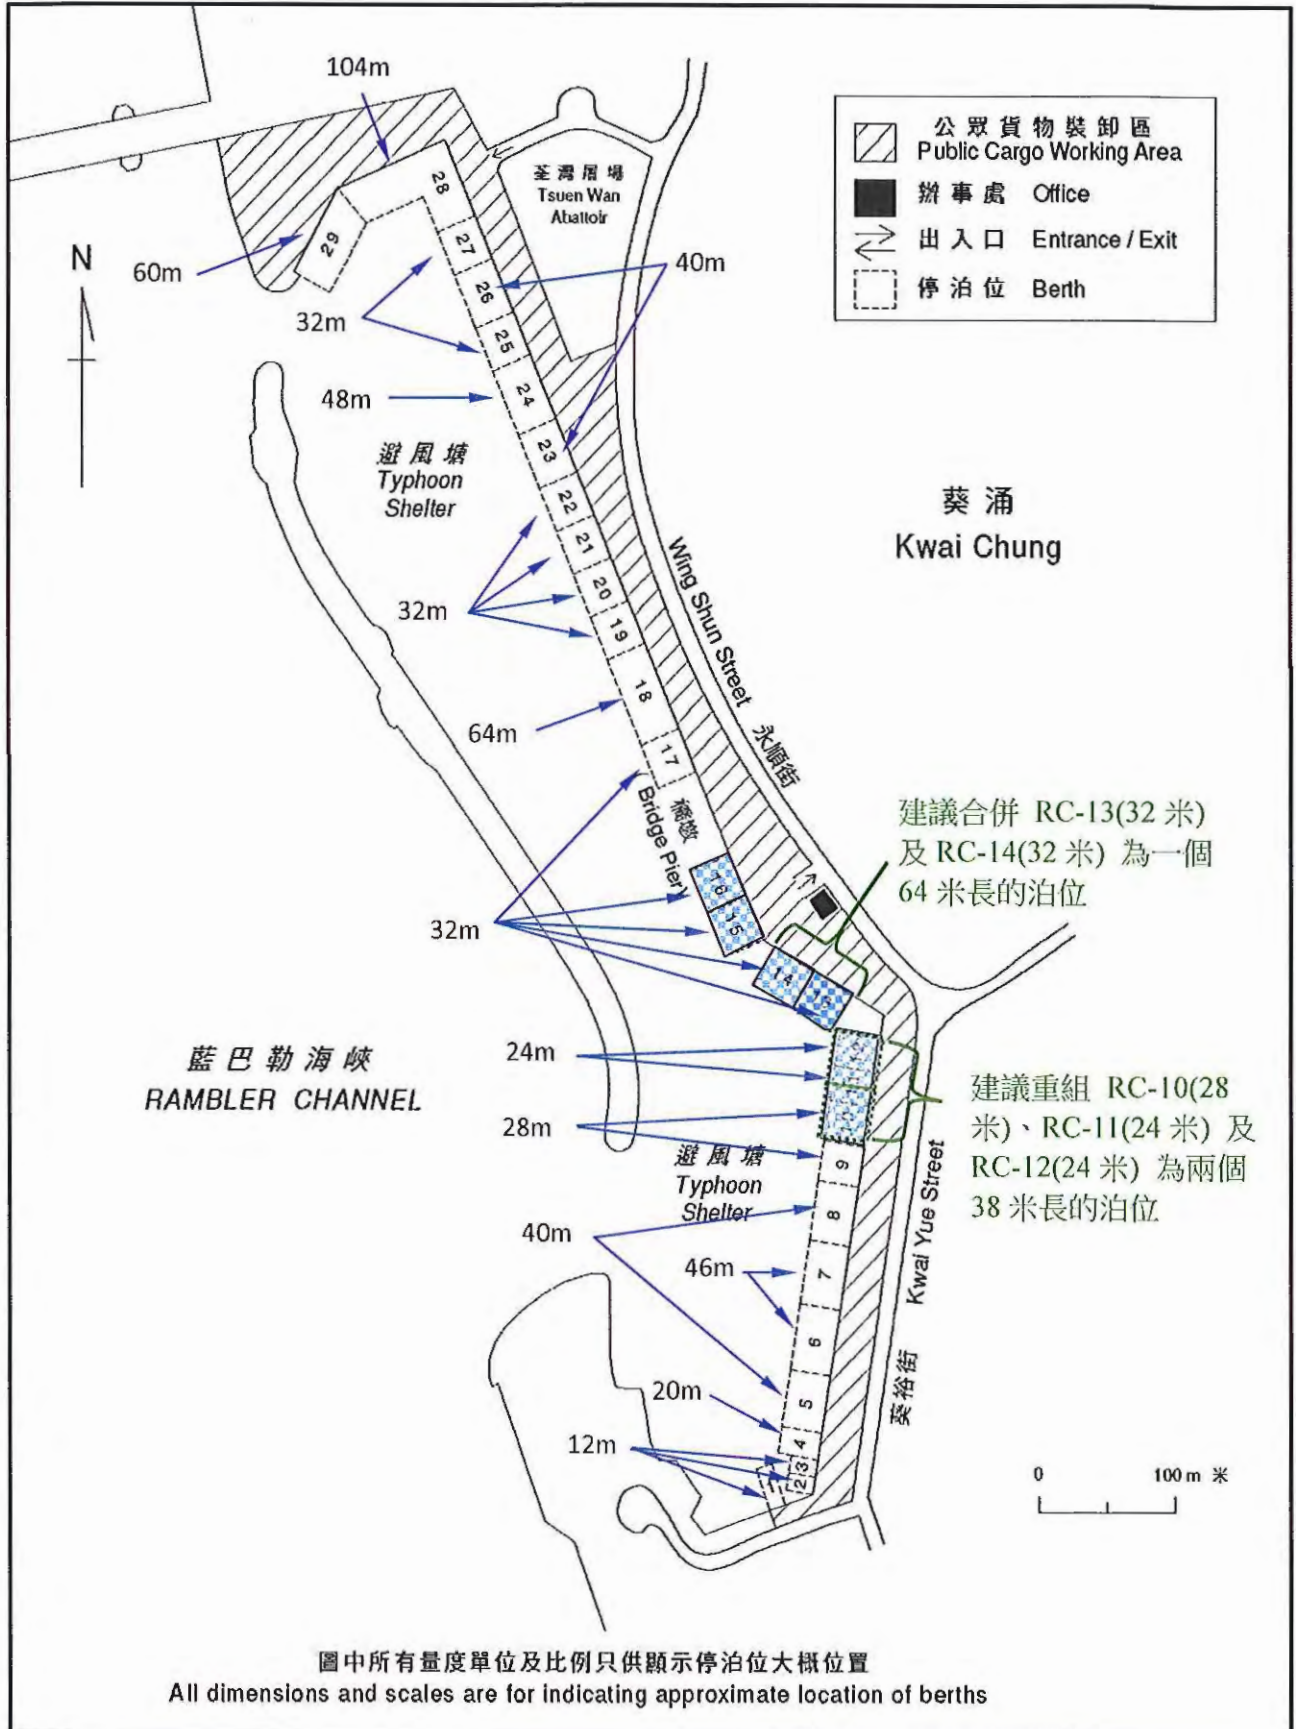 104m
公眾貨物裝卸區
Public Cargo Working Area
辦事處 Office
出入口 Entrance / Exit
停泊位 Berth
荃灣屠場
Tsuen Wan
Abattoir
N
60m
32m
48m
40m
29
28
27
26
25
24
23
22
21
20
19
18
17
避風塘
Typhoon
Shelter
葵涌
Kwai Chung
32m
64m
Wing Shun Street 永順街
橋墩
Bridge Pier
16
15
14
13
32m
建議合併 RC-13(32 米)
及 RC-14(32 米) 為一個
64 米長的泊位
藍巴勒海峽
RAMBLER CHANNEL
24m
28m
建議重組 RC-10(28
米)、RC-11(24 米) 及
RC-12(24 米) 為兩個
38 米長的泊位
避風塘
Typhoon
Shelter
9
8
7
6
5
4
3
2
1
40m
46m
20m
12m
葵裕街 Kwai Yue Street
0 100 m 米
圖中所有量度單位及比例只供顯示停泊位大概位置
All dimensions and scales are for indicating approximate location of berths